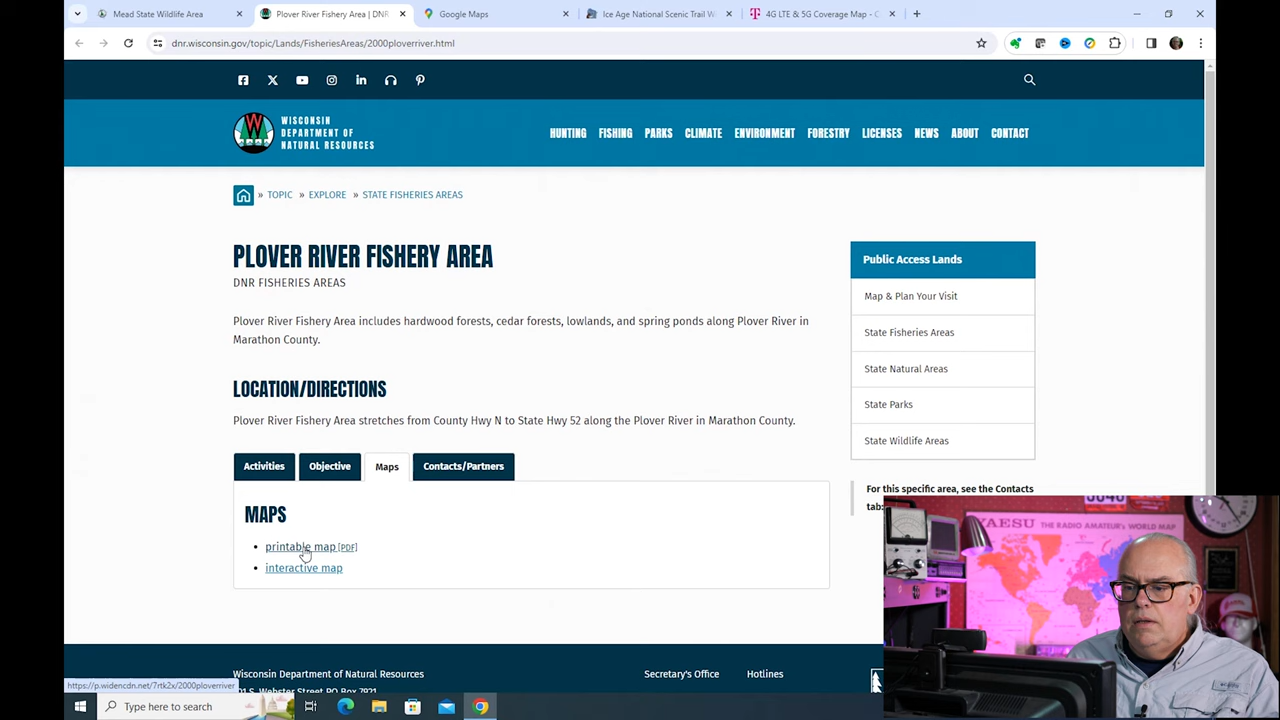 Mead State Wildlife Area
Plover River Fishery Area | DNR
Google Maps
Ice Age National Scenic Trail W
4G LTE & 5G Coverage Map - C
dnr.wisconsin.gov/topic/Lands/FisheriesAreas/2000ploverriver.html
WISCONSIN
DEPARTMENT OF
NATURAL RESOURCES
HUNTING FISHING PARKS CLIMATE ENVIRONMENT FORESTRY LICENSES NEWS ABOUT CONTACT
» TOPIC » EXPLORE » STATE FISHERIES AREAS
PLOVER RIVER FISHERY AREA
DNR FISHERIES AREAS
Plover River Fishery Area includes hardwood forests, cedar forests, lowlands, and spring ponds along Plover River in
Marathon County.
LOCATION/DIRECTIONS
Plover River Fishery Area stretches from County Hwy N to State Hwy 52 along the Plover River in Marathon County.
Activities Objective Maps Contacts/Partners
MAPS
• printable map [PDF]
• interactive map
Public Access Lands
Map & Plan Your Visit
State Fisheries Areas
State Natural Areas
State Parks
State Wildlife Areas
For this specific area, see the Contacts
tab:
YAESU THE RADIO AMATEUR'S WORLD MAP
Wisconsin Department of Natural Resources
Secretary's Office
Hotlines
101 S. Webster Street PO Box 7921
https://p.widencdn.net/7rtk2x/2000ploverriver
Type here to search